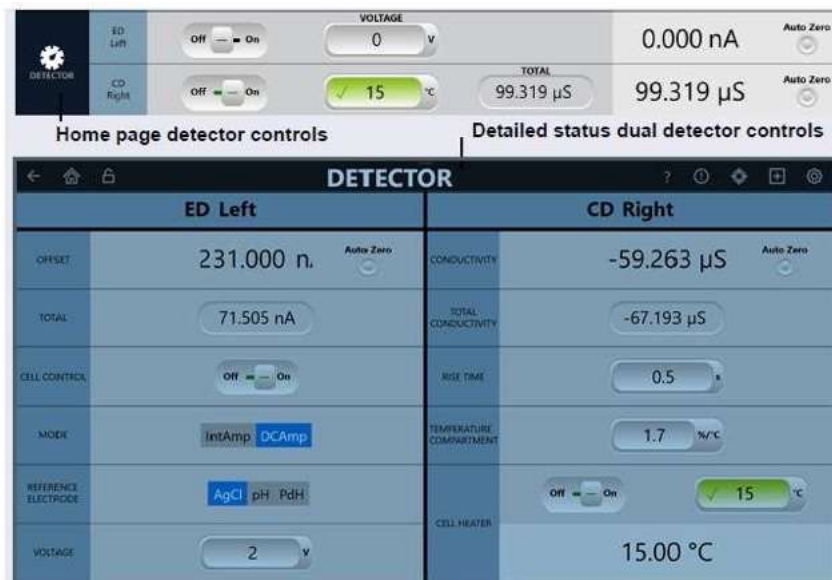 VOLTAGE
ED Left Off On 0 V 0.000 nA Auto Zero
DETECTOR
TOTAL
CD Right Off On 15 °C 99.319 µS 99.319 µS Auto Zero
Home page detector controls
Detailed status dual detector controls
DETECTOR ?
ED Left CD Right
OFFSET 231.000 n. Auto Zero CONDUCTIVITY -59.263 µS Auto Zero
TOTAL 71.505 nA TOTAL CONDUCTIVITY -67.193 µS
CELL CONTROL Off On RISE TIME 0.5 s
MODE IntAmp DCAmp TEMPERATURE COMPARTMENT 1.7 %/°C
REFERENCE ELECTRODE AgCl pH PdH Off On 15 °C
CELL HEATER
VOLTAGE 2 V 15.00 °C